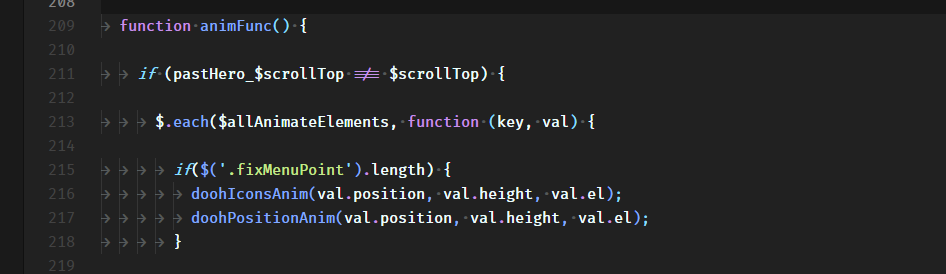 208
209 function animFunc() {
210
211 if (pastHero_$scrollTop !== $scrollTop) {
212
213 $.each($allAnimateElements, function (key, val) {
214
215 if($('.fixMenuPoint').length) {
216 doohIconsAnim(val.position, val.height, val.el);
217 doohPositionAnim(val.position, val.height, val.el);
218 }
219